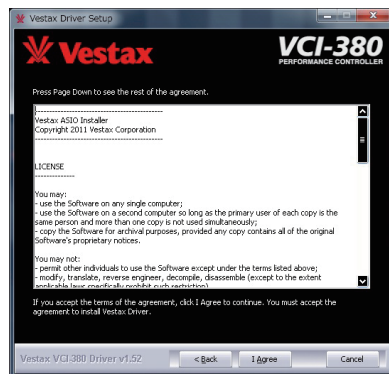 Vestax Driver Setup
Vestax
VCI-380
PERFORMANCE CONTROLLER
Press Page Down to see the rest of the agreement.
----------------------------------------
Vestax ASIO Installer
Copyright 2011 Vestax Corporation
----------------------------------------
LICENSE
--------------
You may:
- use the Software on any single computer;
- use the Software on a second computer so long as the primary user of each copy is the
same person and more than one copy is not used simultaneously;
- copy the Software for archival purposes, provided any copy contains all of the original
Software's proprietary notices.
You may not:
- permit other individuals to use the Software except under the terms listed above;
- modify, translate, reverse engineer, decompile, disassemble (except to the extent
applicable laws specifically prohibit such restriction)
If you accept the terms of the agreement, click I Agree to continue. You must accept the
agreement to install Vestax Driver.
Vestax VCI-380 Driver v1.52
< Back
I Agree
Cancel